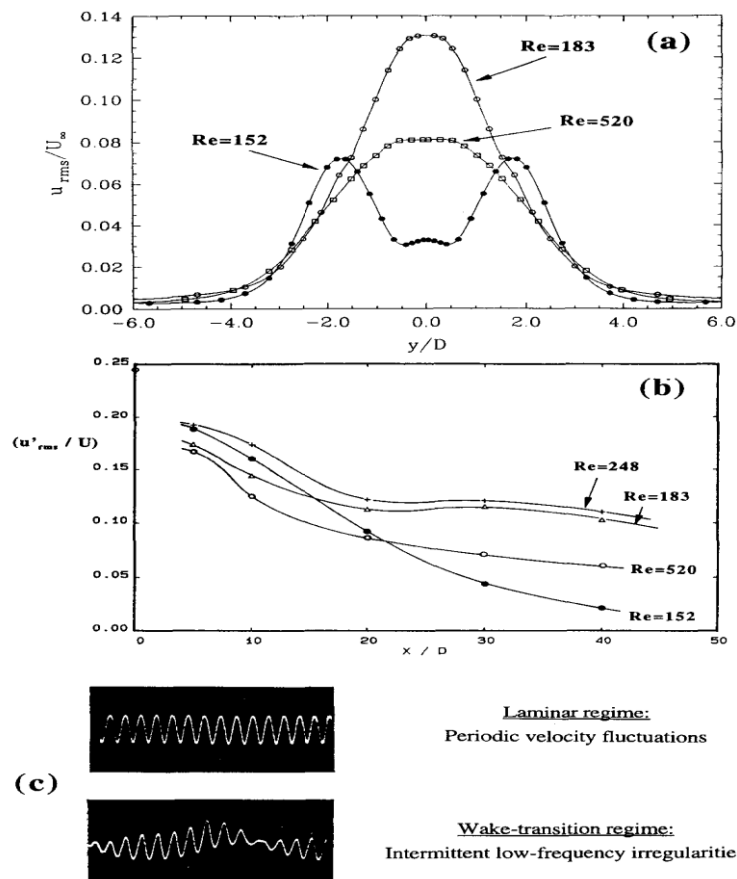 0.14
(a)
Re=183
0.12
0.10
Re=520
Re=152
u_rms/U_∞
0.08
0.06
0.04
0.02
0.00
-6.0 -4.0 -2.0 0.0 2.0 4.0 6.0
y/D
0.25
(b)
0.20
(u'rms / U)
Re=248
0.15
Re=183
0.10
Re=520
0.05
Re=152
0.00
0 10 20 30 40 50
X / D
Laminar regime:
Periodic velocity fluctuations
(c)
Wake-transition regime:
Intermittent low-frequency irregularitie